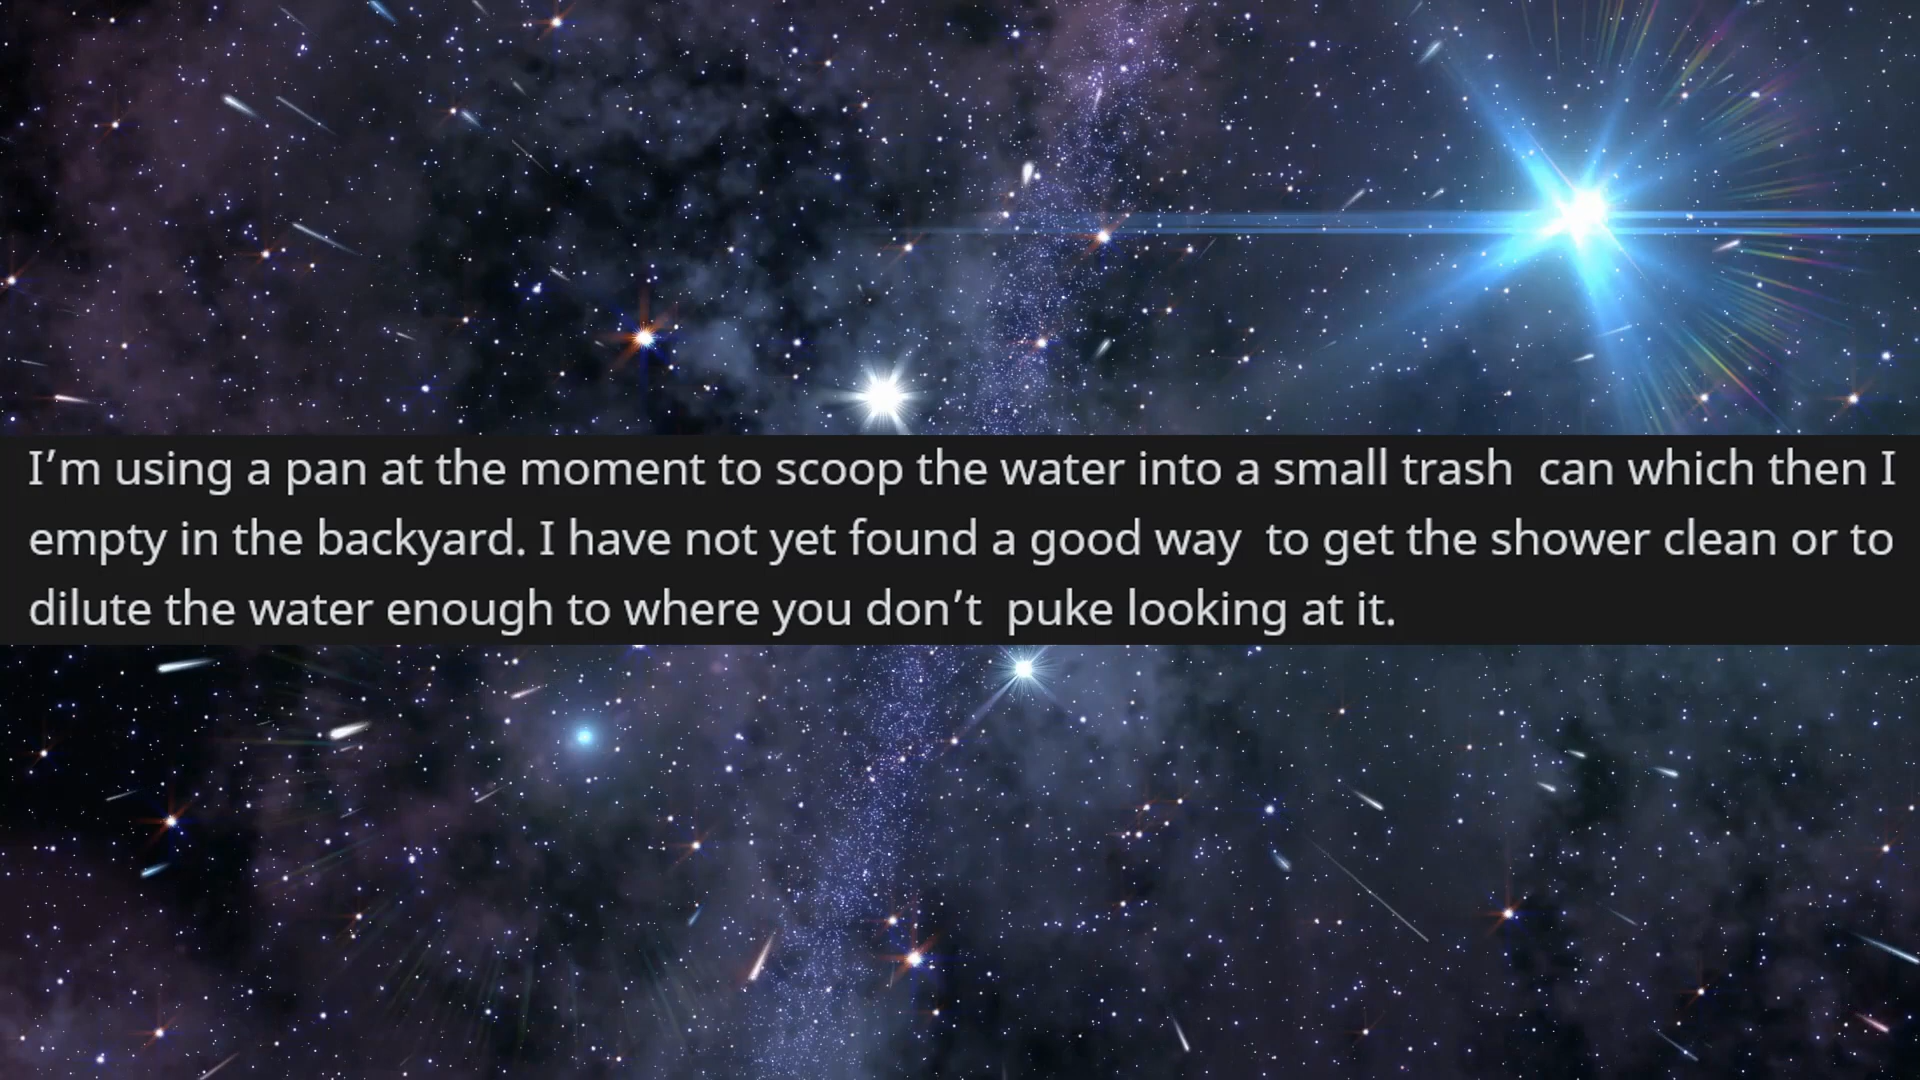 I’m using a pan at the moment to scoop the water into a small trash  can which then I
empty in the backyard. I have not yet found a good way  to get the shower clean or to
dilute the water enough to where you don’t  puke looking at it.